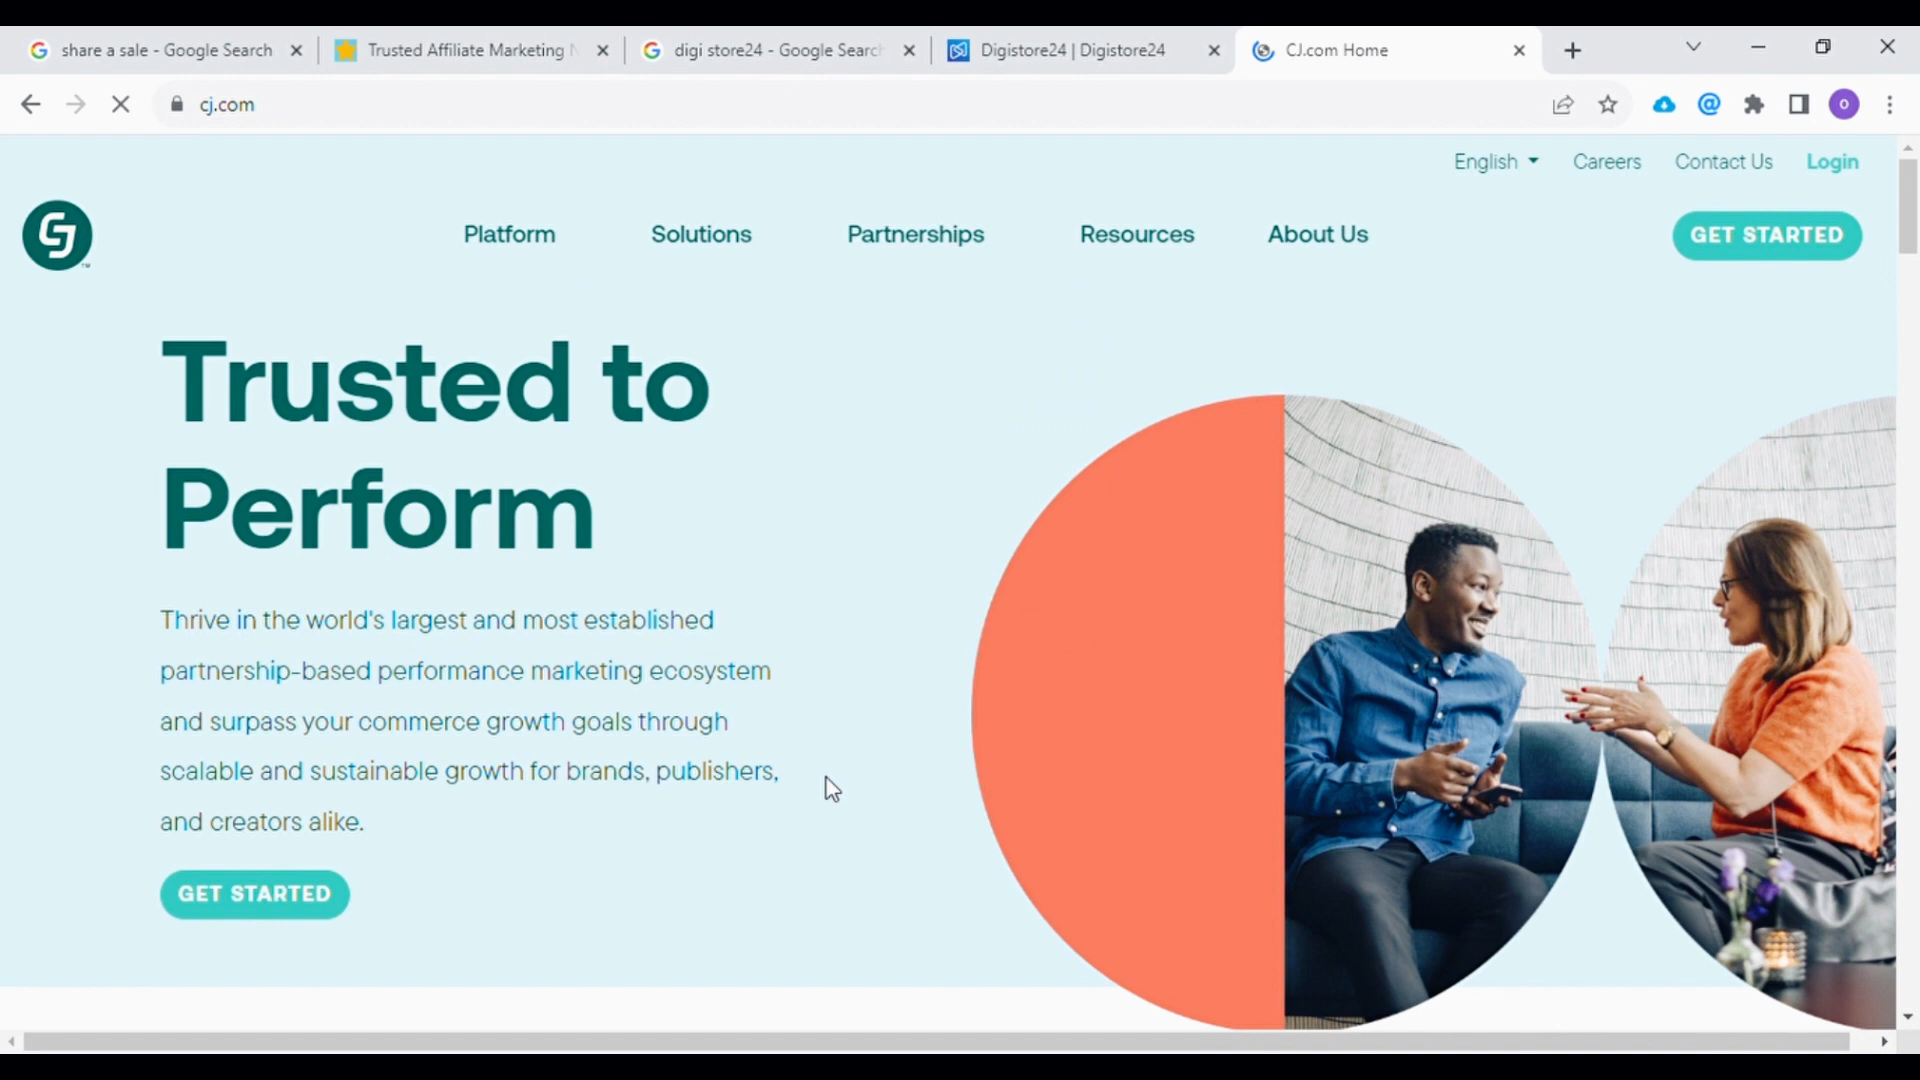 share a sale - Google Search
Trusted Affiliate Marketing
digi store24 - Google Search
Digistore24 | Digistore24
CJ.com Home
cj.com
O
English
Careers
Contact Us
Login
CJ
Platform
Solutions
Partnerships
Resources
About Us
GET STARTED
Trusted to
Perform
Thrive in the world's largest and most established
partnership-based performance marketing ecosystem
and surpass your commerce growth goals through
scalable and sustainable growth for brands, publishers,
and creators alike.
GET STARTED